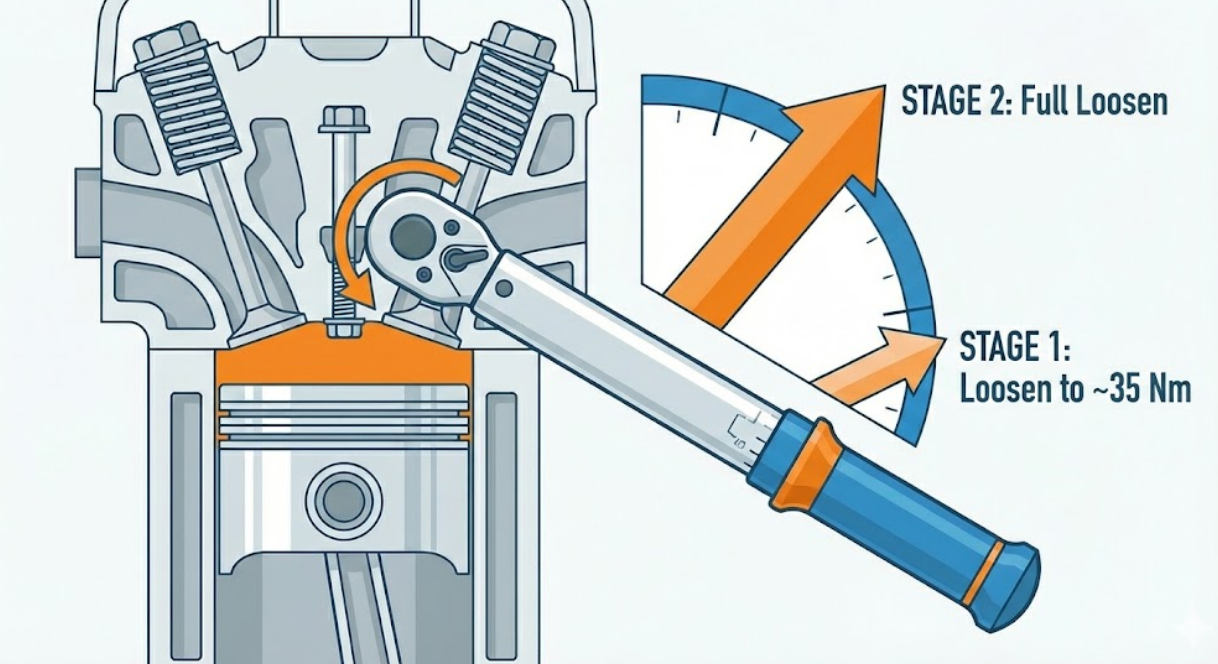 STAGE 2: Full Loosen
STAGE 1:
Loosen to ~35 Nm